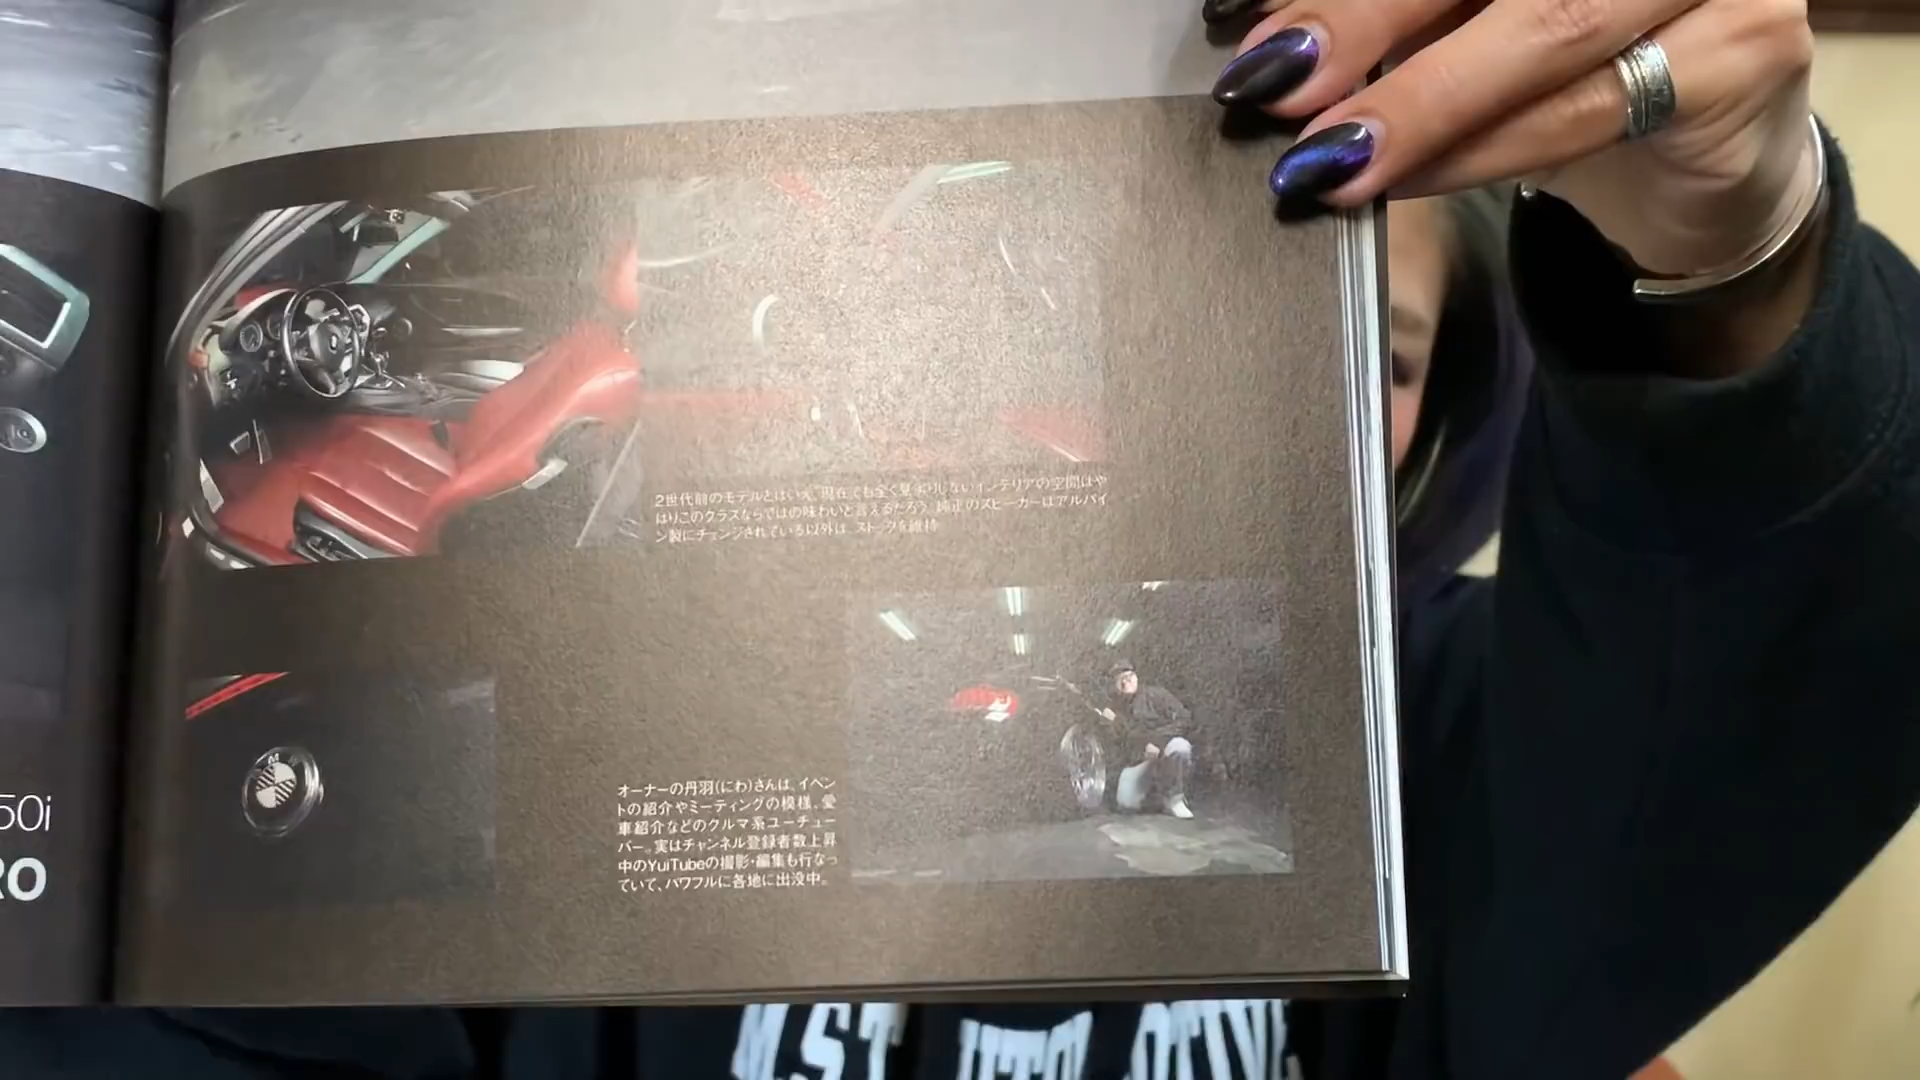 2世代前のモデルとはいえ、現在でも全く見劣りしないインテリアの空間はや
はりこのクラスならではの味わいと言えるだろう。純正のスピーカーはアルパイ
ン製にチェンジされている以外は、ストックを維持
オーナーの丹羽(にわ)さんは、イベン
トの紹介やミーティングの模様、愛
車紹介などのクルマ系ユーチュー
バー。実はチャンネル登録者数上昇
中のYuiTubeの撮影・編集も行なっ
ていて、パワフルに各地に出没中。
50i
RO
M